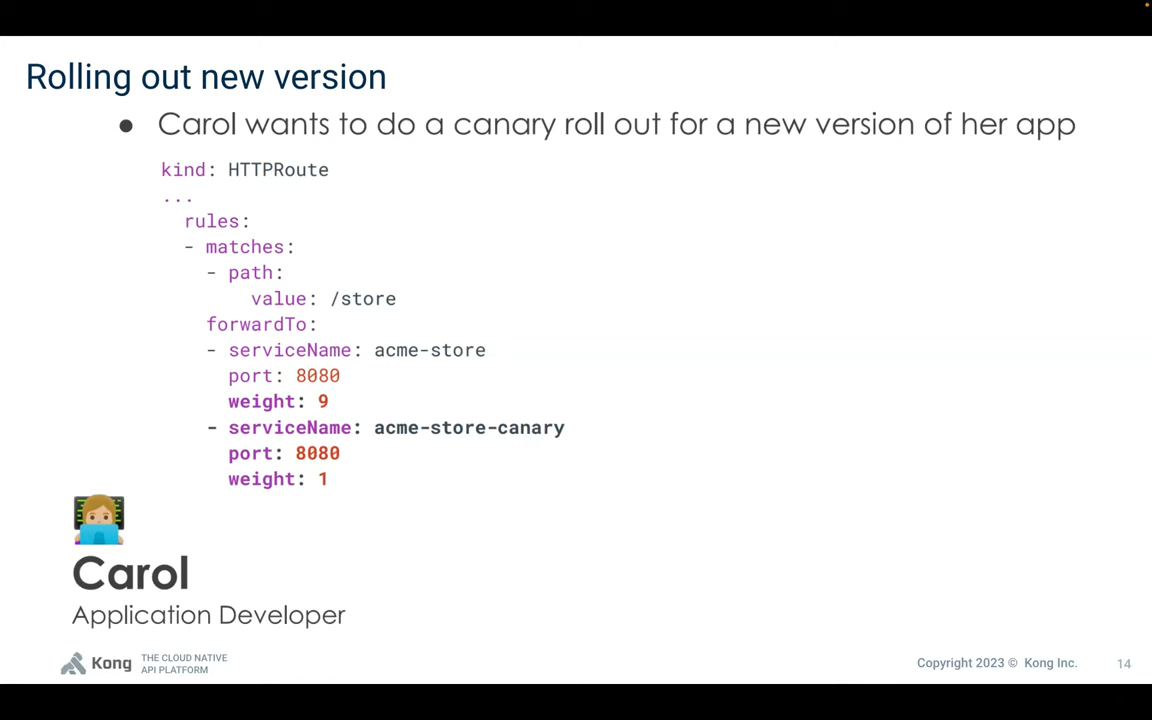 Rolling out new version
● Carol wants to do a canary roll out for a new version of her app
kind: HTTPRoute
...
  rules:
  - matches:
    - path:
        value: /store
    forwardTo:
    - serviceName: acme-store
      port: 8080
      weight: 9
    - serviceName: acme-store-canary
      port: 8080
      weight: 1
Carol
Application Developer
Kong THE CLOUD NATIVE
API PLATFORM
Copyright 2023 © Kong Inc. 14